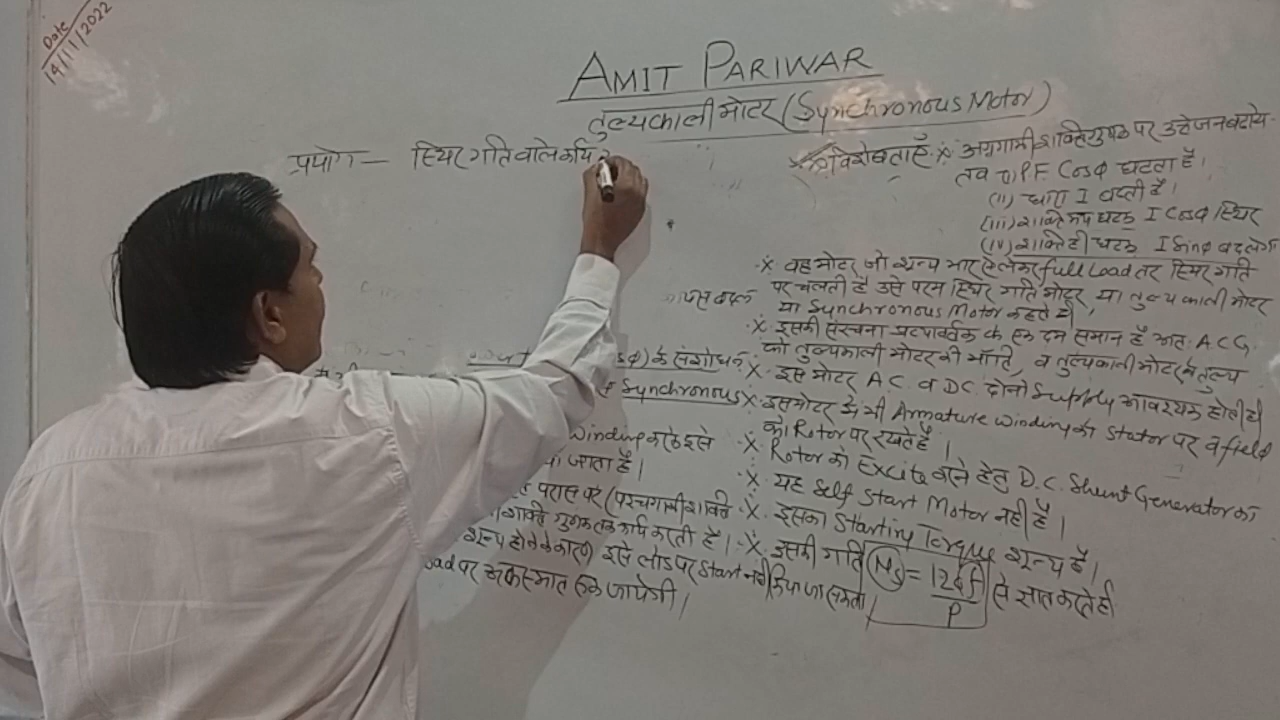 Date
14/11/2022
AMIT PARIWAR
तुल्यकाली मोटर (Synchronous Motor)
प्रयोग — स्थिर गति वाले कार्य
विशेषताएँ -* अग्रगामी शक्ति गुणक पर उत्तेजन बढ़ाये
तब (i) P.F. Cosφ घटता है।
(ii) धारा I बढ़ती है।
(iii) शक्ति मय घटक I Cosφ स्थिर
(iv) शक्तिही घटक I Sinφ बदलेगा
* वह मोटर जो शून्य भार से लेकर full Load तक स्थिर गति
पर चलती है उसे परम स्थिर गति मोटर, या तुल्यकाली मोटर
या Synchronous Motor कहते हैं,
* इसकी संरचना प्रत्यावर्तक के एक दम समान है अतः A.C.G.
को तुल्यकाली मोटर की भाँति, व तुल्यकाली मोटर के तुल्य
* इस मोटर A.C. व D.C. दोनो Supply आवश्यक होती है।
* इस मोटर में भी Armature winding को Stator पर व field
को Rotor पर रखते हैं।
* Rotor को Excite करने हेतु D.C. Shunt Generator का
* यह Self Start Motor नही है।
* इसका Starting Torque शून्य है।
* इसकी गति Ns = 120f/P से ज्ञात करते हैं।
के संशोधक
Synchronous
Winding
जाता है।
पर (पश्चगामी शक्ति
शक्ति गुणक तक कार्य करती है।
शून्य होने के कारण इसे लोड पर Start नही किया जा सकता
पर अकस्मात रुक जायेगी।